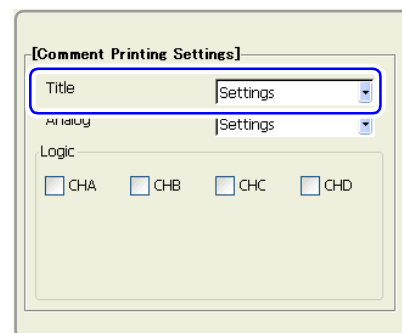 [Comment Printing Settings]
Title Settings
Analog Settings
Logic
CHA CHB CHC CHD